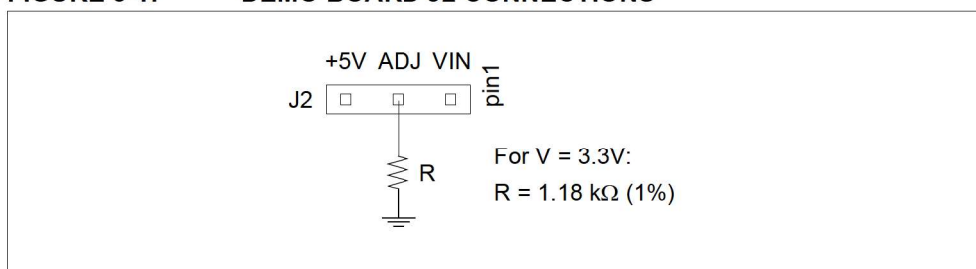 +5V ADJ VIN
pin1
J2
R
For V = 3.3V:
R = 1.18 kΩ (1%)